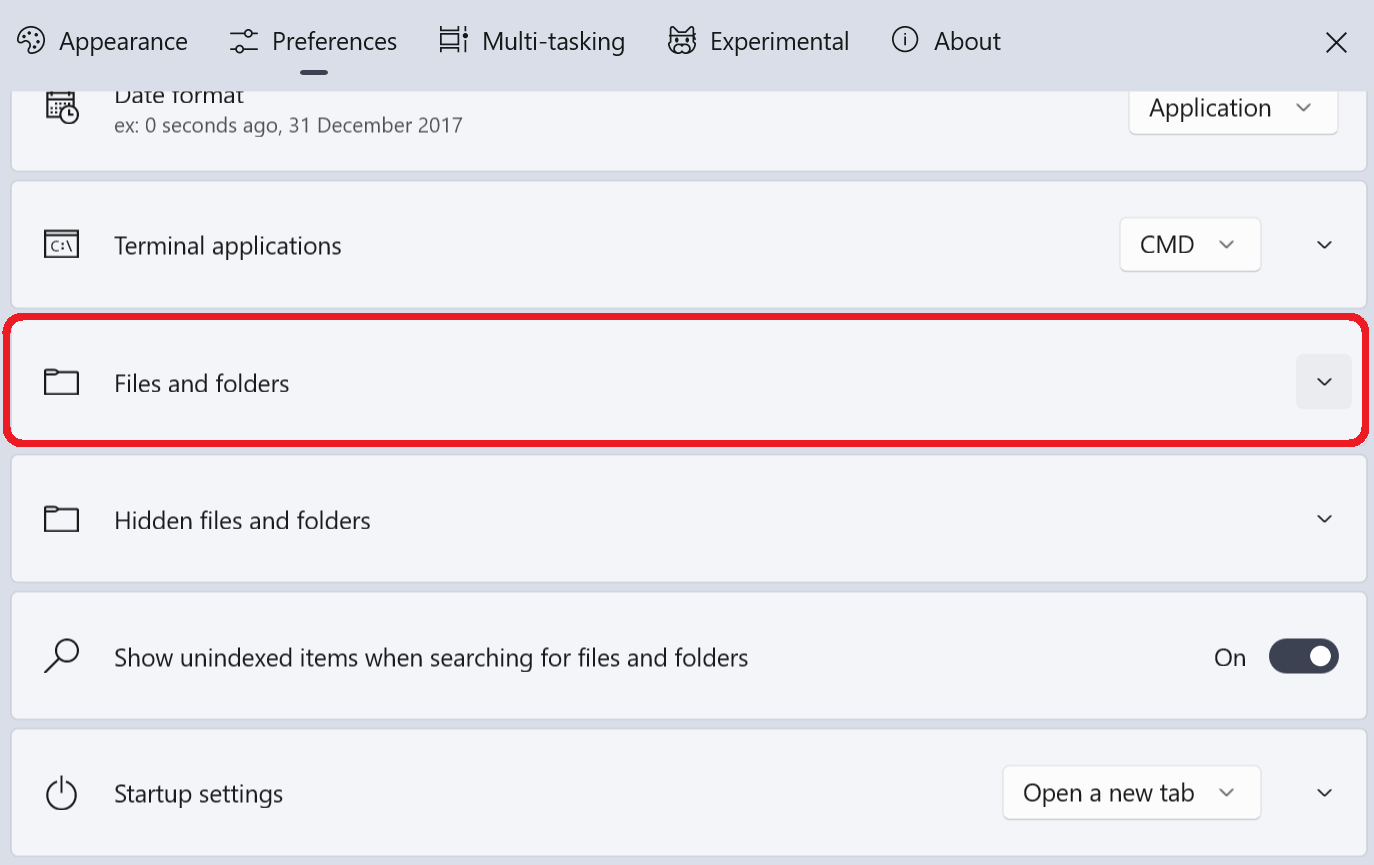 Appearance
Preferences
Multi-tasking
Experimental
About
Date format
ex: 0 seconds ago, 31 December 2017
Application
C:\
Terminal applications
CMD
Files and folders
Hidden files and folders
Show unindexed items when searching for files and folders
On
Startup settings
Open a new tab